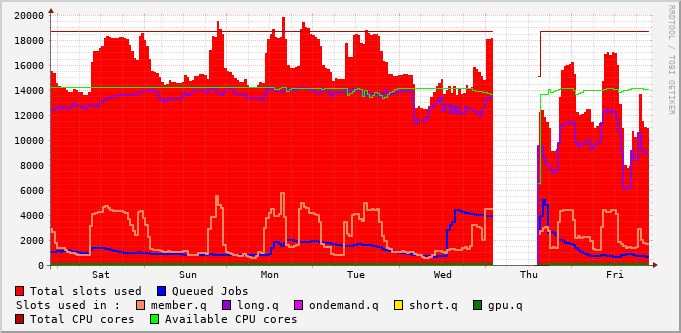 20000
18000
16000
14000
12000
10000
8000
6000
4000
2000
0
Sat Sun Mon Tue Wed Thu Fri
RRDTOOL / TOBI OETIKER
Total slots used Queued Jobs
Slots used in : member.q long.q ondemand.q short.q gpu.q
Total CPU cores Available CPU cores